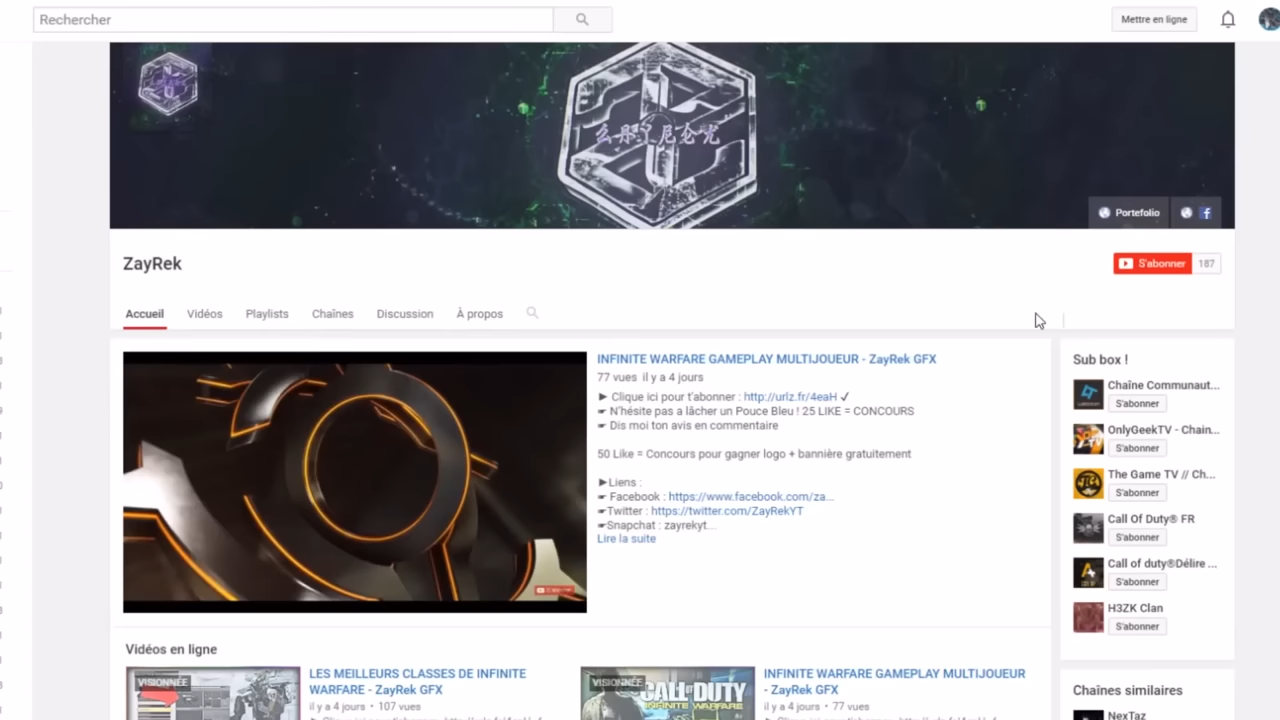 Rechercher
Mettre en ligne
Portefolio
ZayRek
S'abonner 187
Accueil Vidéos Playlists Chaînes Discussion À propos
INFINITE WARFARE GAMEPLAY MULTIJOUEUR - ZayRek GFX
77 vues il y a 4 jours
▶ Clique ici pour t'abonner : http://urlz.fr/4eaH ✔
☛ N'hésite pas a lâcher un Pouce Bleu ! 25 LIKE = CONCOURS
☛ Dis moi ton avis en commentaire
50 Like = Concours pour gagner logo + bannière gratuitement
▶Liens :
☛ Facebook : https://www.facebook.com/za...
☛Twitter : https://twitter.com/ZayRekYT
☛Snapchat : zayrekyt...
Lire la suite
Sub box !
Chaîne Communaut...
S'abonner
OnlyGeekTV - Chain...
S'abonner
The Game TV // Ch...
S'abonner
Call Of Duty® FR
S'abonner
Call of duty®Délire ...
S'abonner
H3ZK Clan
S'abonner
Vidéos en ligne
VISIONNÉE
LES MEILLEURS CLASSES DE INFINITE
WARFARE - ZayRek GFX
il y a 4 jours • 107 vues
VISIONNÉE
CALL OF DUTY
INFINITE WARFARE
INFINITE WARFARE GAMEPLAY MULTIJOUEUR
- ZayRek GFX
il y a 4 jours • 77 vues
Chaînes similaires
NexTaz